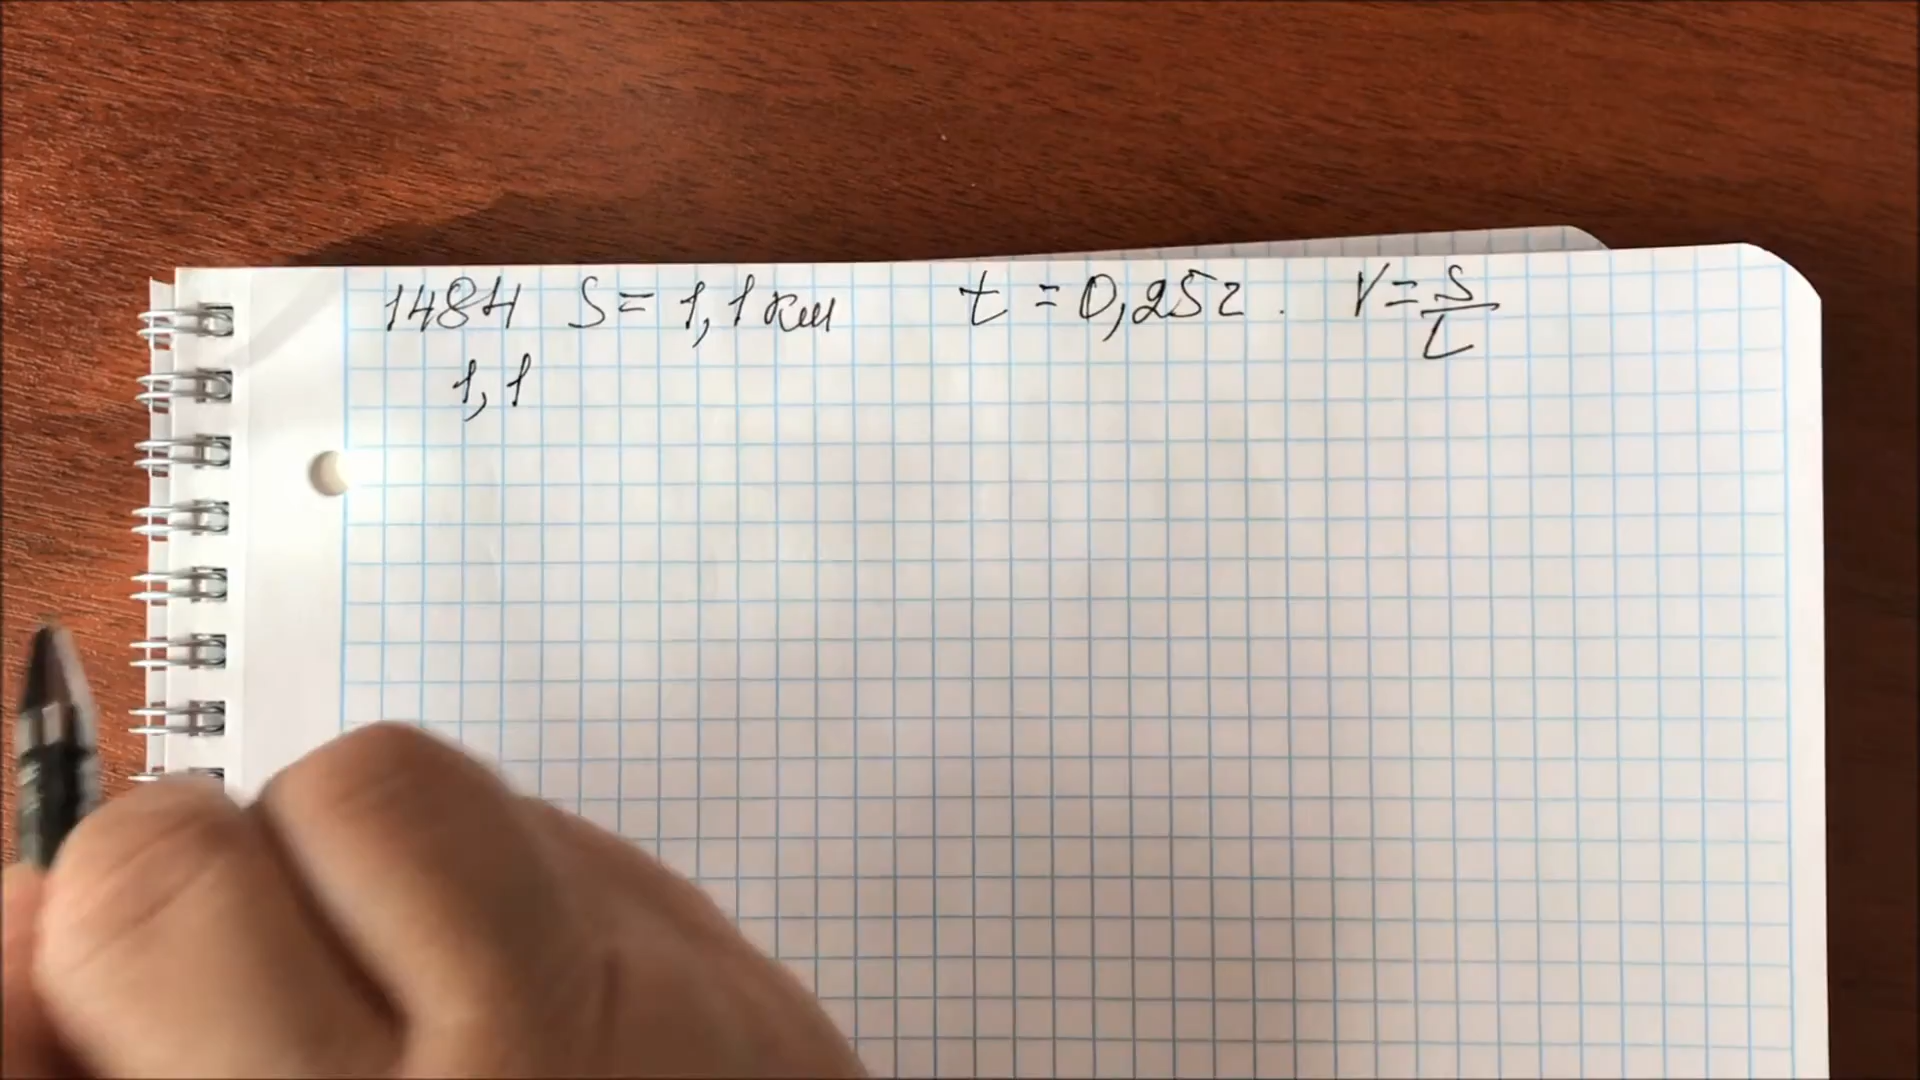 1484 S = 1,1 км t = 0,25 г. V = S/t
1,1